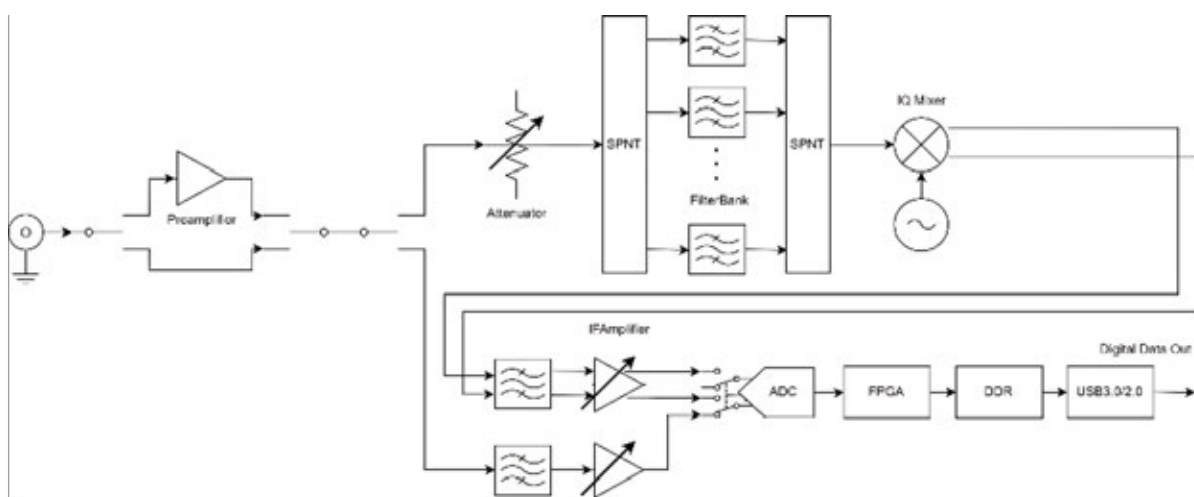 IQ Mixer
SPNT
SPNT
Preamplifier
Attenuator
FilterBank
IFAmplifier
Digital Data Out
ADC
FPGA
DDR
USB3.0/2.0